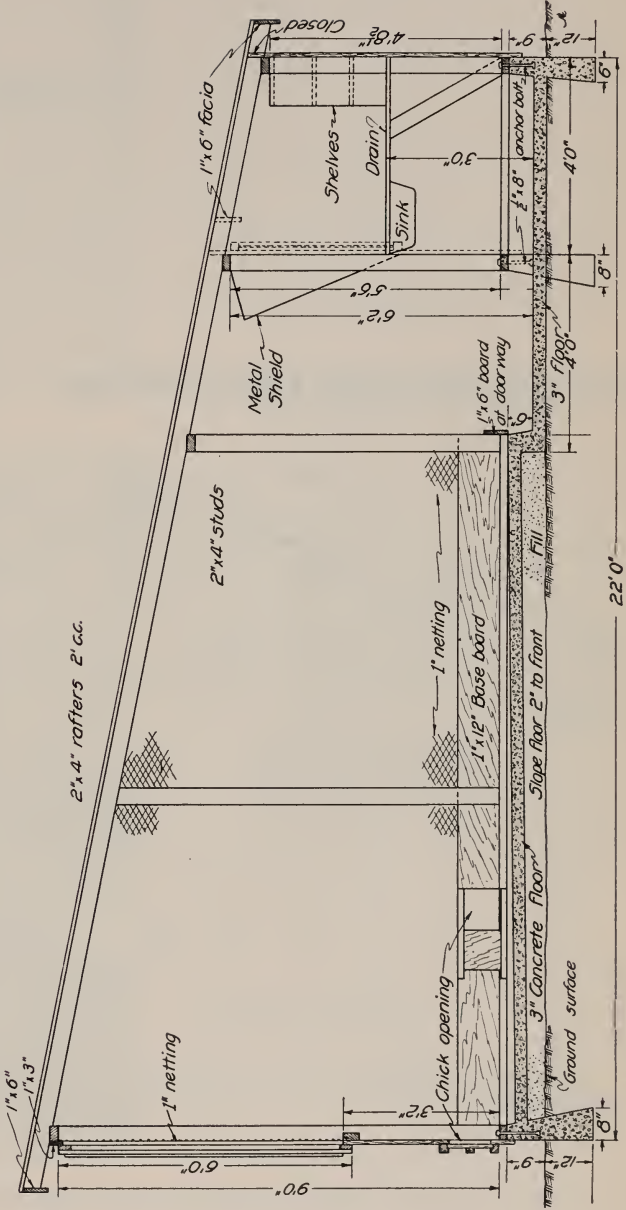 1"x6"
1"x3"
2"x4" rafters 2' c.c.
1"x6" facia
Closed
1" netting
2"x4" studs
Metal
Shield
Shelves
Drain?
Sink
4'8½"
5'6"
6'2"
3'0"
6'0"
9'0"
3'2"
Chick opening
1" netting
1"x12" Base board
1"x6" board
at doorway
6"
½"x8" anchor bolt
9"
12"
6"
4'0"
8"
3" floor
4'0"
3" Concrete floor
Slope floor 2" to front
Fill
Ground surface
9"
12"
8"
22'0"